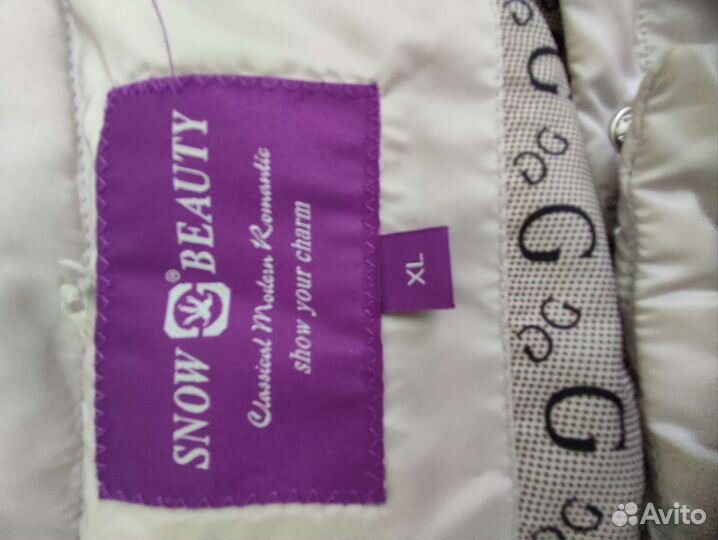 SNOW ® BEAUTY
Classical Modern Romantic
show your charm
XL
G
G
G
Avito